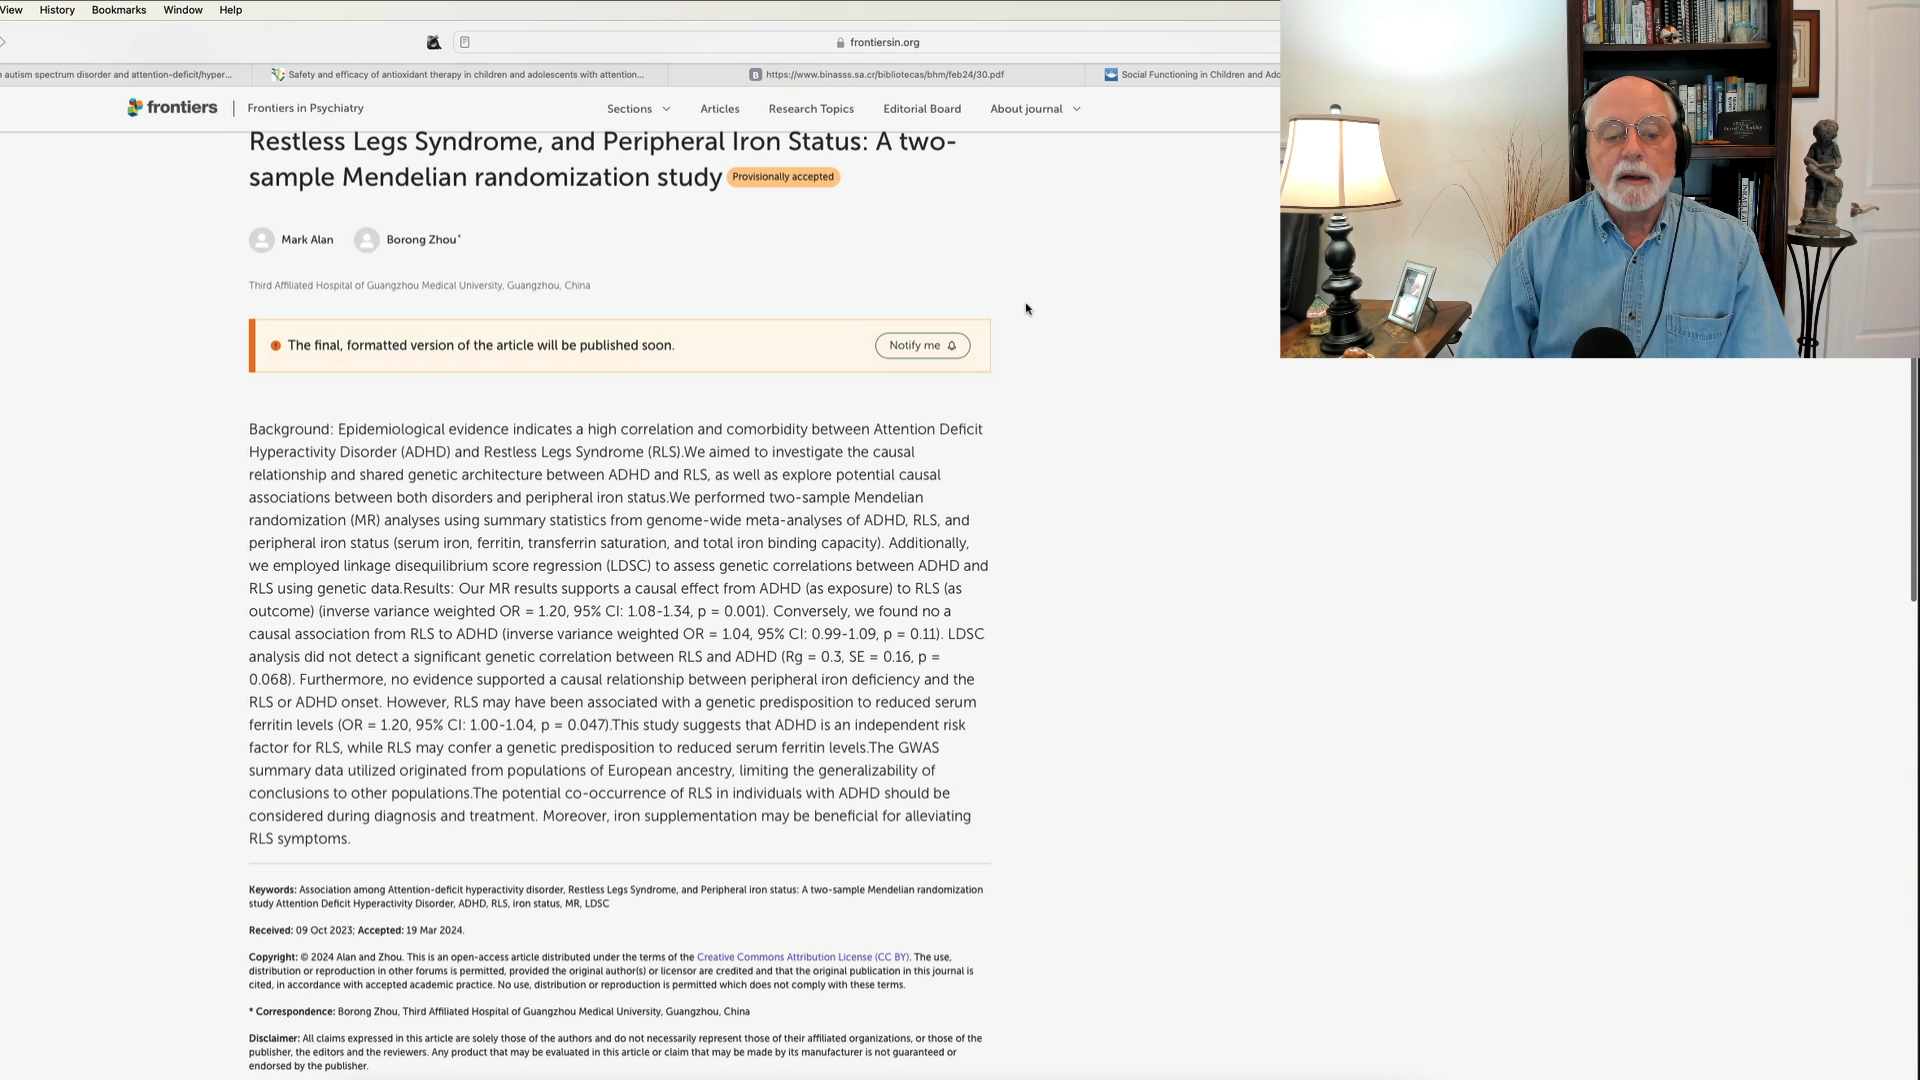 View History Bookmarks Window Help
frontiersin.org
autism spectrum disorder and attention-deficit/hyper...
Safety and efficacy of antioxidant therapy in children and adolescents with attention...
B https://www.binasss.sa.cr/bibliotecas/bhm/feb24/30.pdf
Social Functioning in Children and Ado
frontiers | Frontiers in Psychiatry Sections Articles Research Topics Editorial Board About journal
Restless Legs Syndrome, and Peripheral Iron Status: A two-
sample Mendelian randomization study Provisionally accepted
Mark Alan Borong Zhou*
Third Affiliated Hospital of Guangzhou Medical University, Guangzhou, China
The final, formatted version of the article will be published soon. Notify me
Background: Epidemiological evidence indicates a high correlation and comorbidity between Attention Deficit
Hyperactivity Disorder (ADHD) and Restless Legs Syndrome (RLS).We aimed to investigate the causal
relationship and shared genetic architecture between ADHD and RLS, as well as explore potential causal
associations between both disorders and peripheral iron status.We performed two-sample Mendelian
randomization (MR) analyses using summary statistics from genome-wide meta-analyses of ADHD, RLS, and
peripheral iron status (serum iron, ferritin, transferrin saturation, and total iron binding capacity). Additionally,
we employed linkage disequilibrium score regression (LDSC) to assess genetic correlations between ADHD and
RLS using genetic data.Results: Our MR results supports a causal effect from ADHD (as exposure) to RLS (as
outcome) (inverse variance weighted OR = 1.20, 95% CI: 1.08-1.34, p = 0.001). Conversely, we found no a
causal association from RLS to ADHD (inverse variance weighted OR = 1.04, 95% CI: 0.99-1.09, p = 0.11). LDSC
analysis did not detect a significant genetic correlation between RLS and ADHD (Rg = 0.3, SE = 0.16, p =
0.068). Furthermore, no evidence supported a causal relationship between peripheral iron deficiency and the
RLS or ADHD onset. However, RLS may have been associated with a genetic predisposition to reduced serum
ferritin levels (OR = 1.20, 95% CI: 1.00-1.04, p = 0.047).This study suggests that ADHD is an independent risk
factor for RLS, while RLS may confer a genetic predisposition to reduced serum ferritin levels.The GWAS
summary data utilized originated from populations of European ancestry, limiting the generalizability of
conclusions to other populations.The potential co-occurrence of RLS in individuals with ADHD should be
considered during diagnosis and treatment. Moreover, iron supplementation may be beneficial for alleviating
RLS symptoms.
Keywords: Association among Attention-deficit hyperactivity disorder, Restless Legs Syndrome, and Peripheral iron status: A two-sample Mendelian randomization
study Attention Deficit Hyperactivity Disorder, ADHD, RLS, iron status, MR, LDSC
Received: 09 Oct 2023; Accepted: 19 Mar 2024.
Copyright: © 2024 Alan and Zhou. This is an open-access article distributed under the terms of the Creative Commons Attribution License (CC BY). The use,
distribution or reproduction in other forums is permitted, provided the original author(s) or licensor are credited and that the original publication in this journal is
cited, in accordance with accepted academic practice. No use, distribution or reproduction is permitted which does not comply with these terms.
* Correspondence: Borong Zhou, Third Affiliated Hospital of Guangzhou Medical University, Guangzhou, China
Disclaimer: All claims expressed in this article are solely those of the authors and do not necessarily represent those of their affiliated organizations, or those of the
publisher, the editors and the reviewers. Any product that may be evaluated in this article or claim that may be made by its manufacturer is not guaranteed or
endorsed by the publisher.